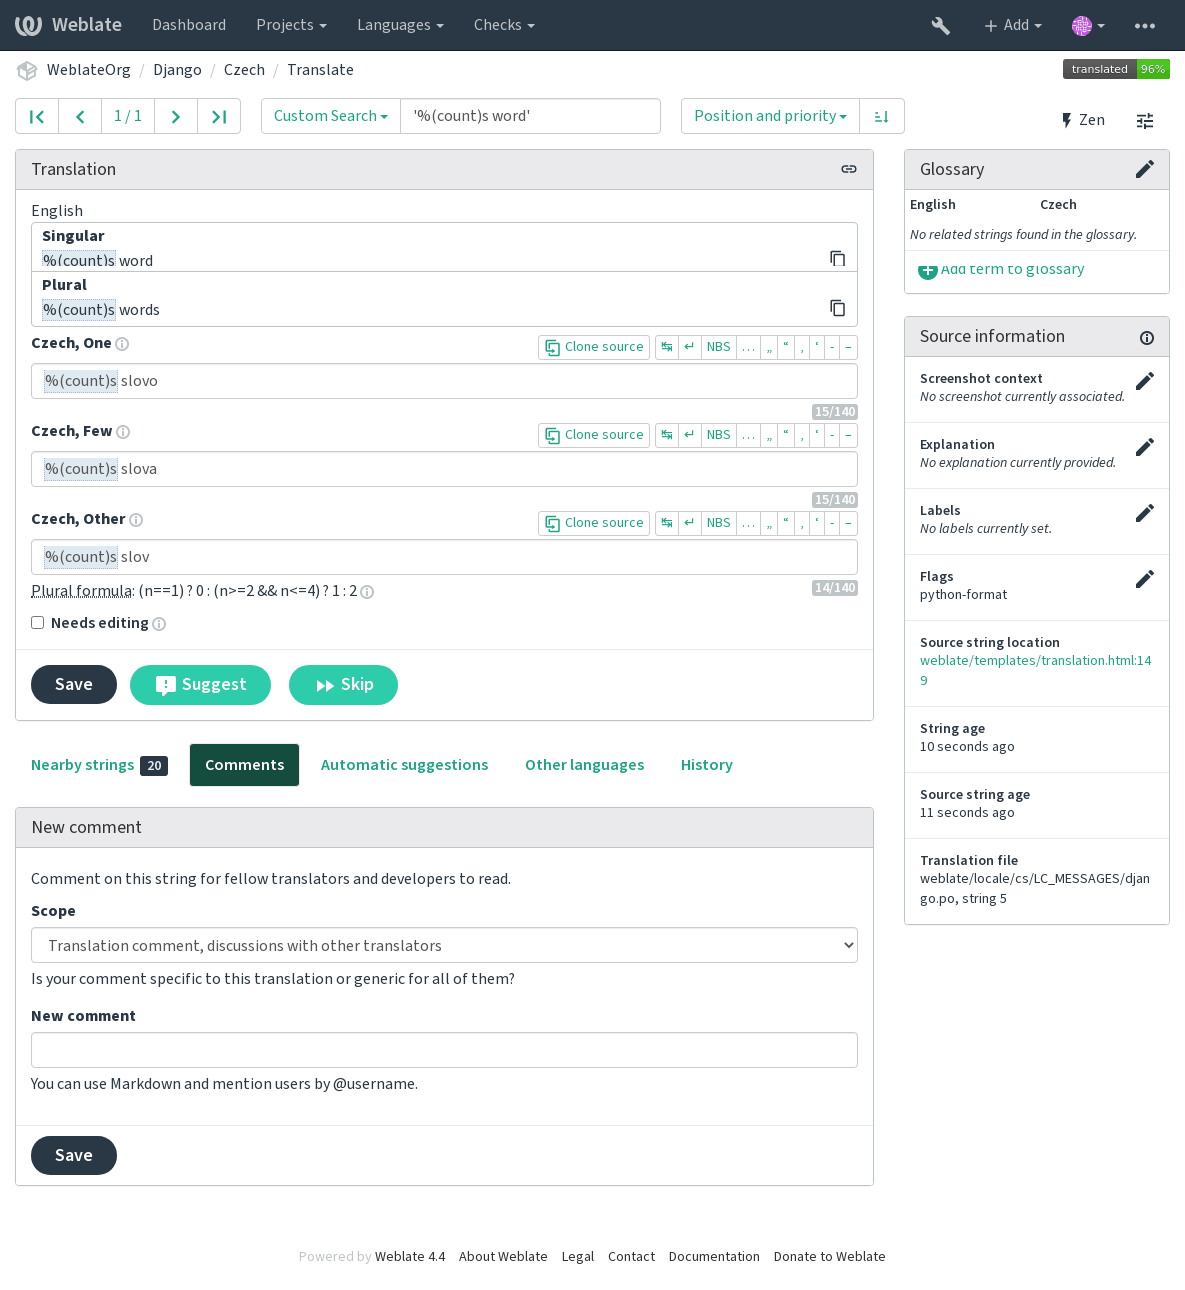 Weblate Dashboard Projects Languages Checks Add
WeblateOrg / Django / Czech / Translate
translated 96%
1 / 1 Custom Search '%(count)s word' Position and priority Zen
Translation
English
Singular
%(count)s word
Plural
%(count)s words
Czech, One
Clone source ↹ ↵ NBS … „ “ ‚ ‘ - –
%(count)s slovo
15/140
Czech, Few
Clone source ↹ ↵ NBS … „ “ ‚ ‘ - –
%(count)s slova
15/140
Czech, Other
Clone source ↹ ↵ NBS … „ “ ‚ ‘ - –
%(count)s slov
14/140
Plural formula: (n==1) ? 0 : (n>=2 && n<=4) ? 1 : 2
Needs editing
Save Suggest Skip
Nearby strings 20 Comments Automatic suggestions Other languages History
New comment
Comment on this string for fellow translators and developers to read.
Scope
Translation comment, discussions with other translators
Is your comment specific to this translation or generic for all of them?
New comment
You can use Markdown and mention users by @username.
Save
Glossary
English Czech
No related strings found in the glossary.
Add term to glossary
Source information
Screenshot context
No screenshot currently associated.
Explanation
No explanation currently provided.
Labels
No labels currently set.
Flags
python-format
Source string location
weblate/templates/translation.html:14
9
String age
10 seconds ago
Source string age
11 seconds ago
Translation file
weblate/locale/cs/LC_MESSAGES/djan
go.po, string 5
Powered by Weblate 4.4 About Weblate Legal Contact Documentation Donate to Weblate